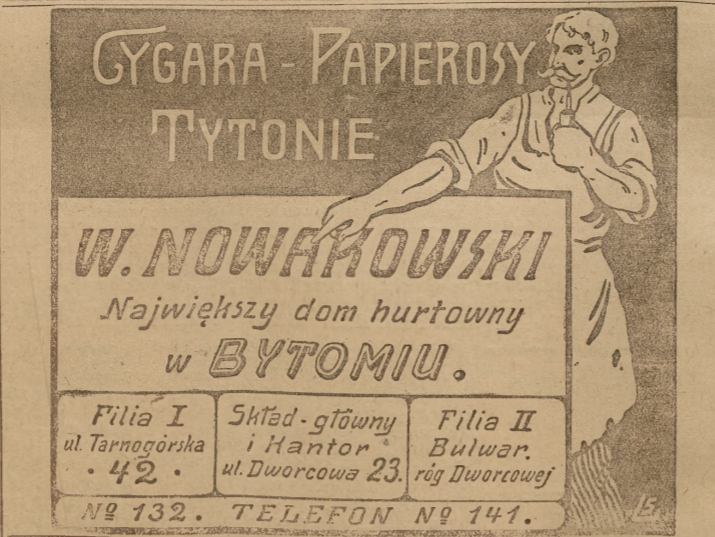 CYGARA - PAPIEROSY
TYTONIE
W. NOWAKOWSKI
Największy dom hurtowny
w BYTOMIU.
Filia I
ul. Tarnogórska
· 42 ·
Skład-główny
i Kantor
ul. Dworcowa 23.
Filia II
Bulwar.
róg Dworcowej
Nº 132. TELEFON Nº 141.